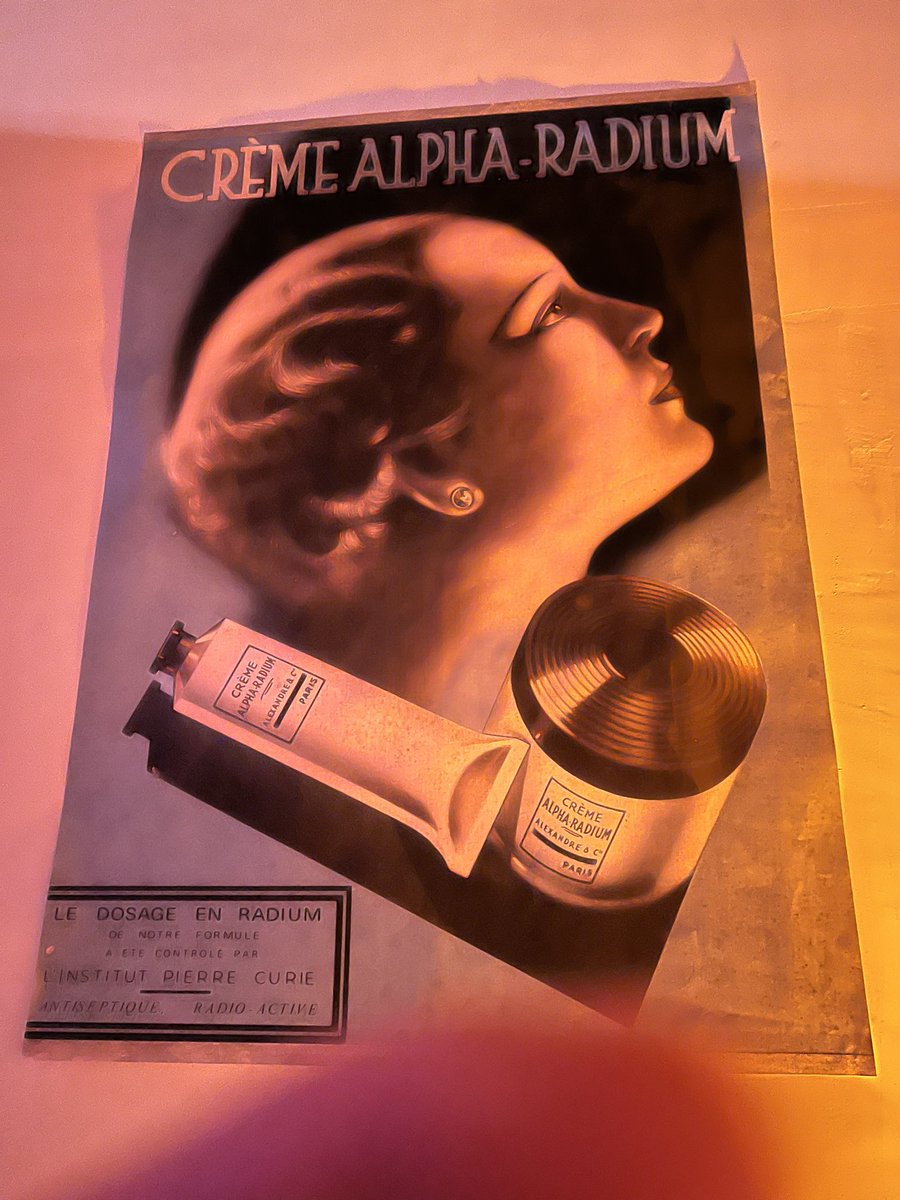 CRÈME ALPHA-RADIUM
CRÈME
ALPHA-RADIUM
ALEXANDRE & Cie
PARIS
CRÈME
ALPHA-RADIUM
ALEXANDRE & Cie
PARIS
LE DOSAGE EN RADIUM
DE NOTRE FORMULE
A ÉTÉ CONTROLÉ PAR
L'INSTITUT PIERRE CURIE
ANTISEPTIQUE, RADIO-ACTIVE